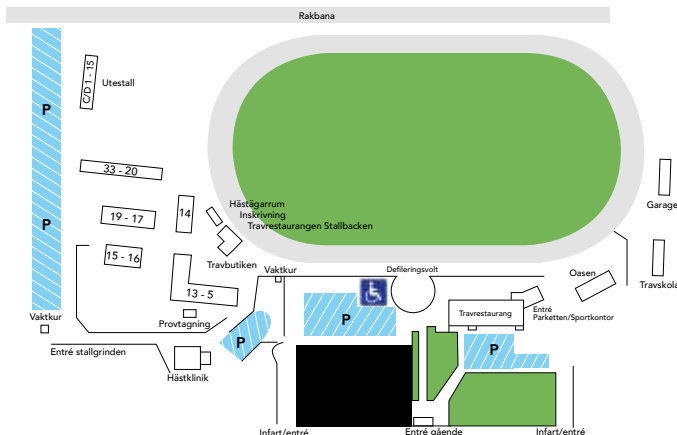 Rakbana
P
C/D 1 - 15
Utestall
33 - 20
19 - 17
14
15 - 16
13 - 5
P
Hästägarrum
Inskrivning
Travrestaurangen Stallbacken
Travbutiken
Vaktkur
Defileringsvolt
Garage
Travskola
Oasen
Entré
Parketten/Sportkontor
Travrestaurang
Vaktkur
Provtagning
P
P
P
Entré stallgrinden
Hästklinik
Infart/entré
Entré gående
Infart/entré